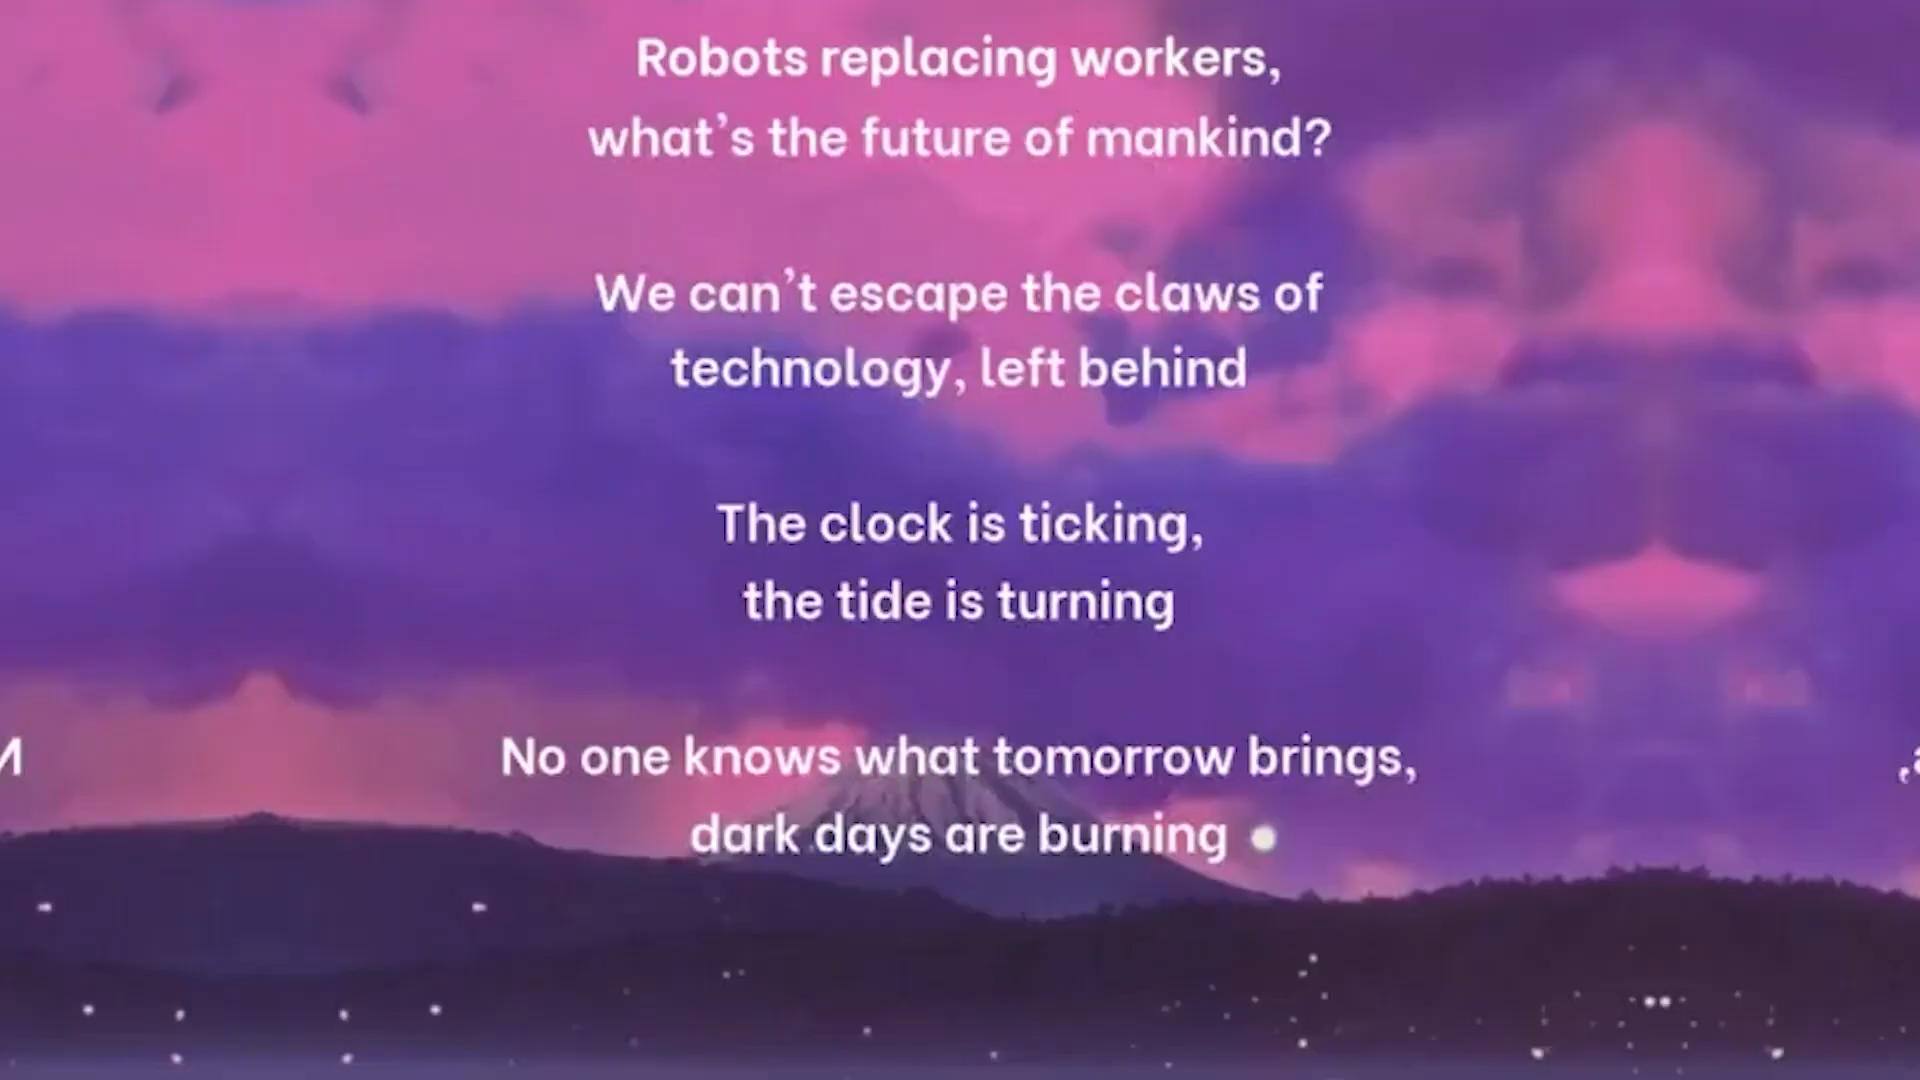 Robots replacing workers,
what's the future of mankind?
We can't escape the claws of
technology, left behind
The clock is ticking,
the tide is turning
No one knows what tomorrow brings,
dark days are burning